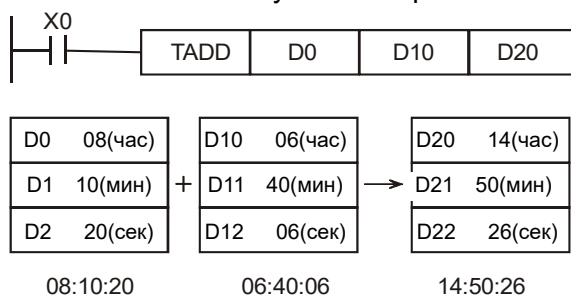 X0
TADD D0 D10 D20
D0 08(час) D10 06(час) D20 14(час)
D1 10(мин) + D11 40(мин) → D21 50(мин)
D2 20(сек) D12 06(сек) D22 26(сек)
08:10:20 06:40:06 14:50:26